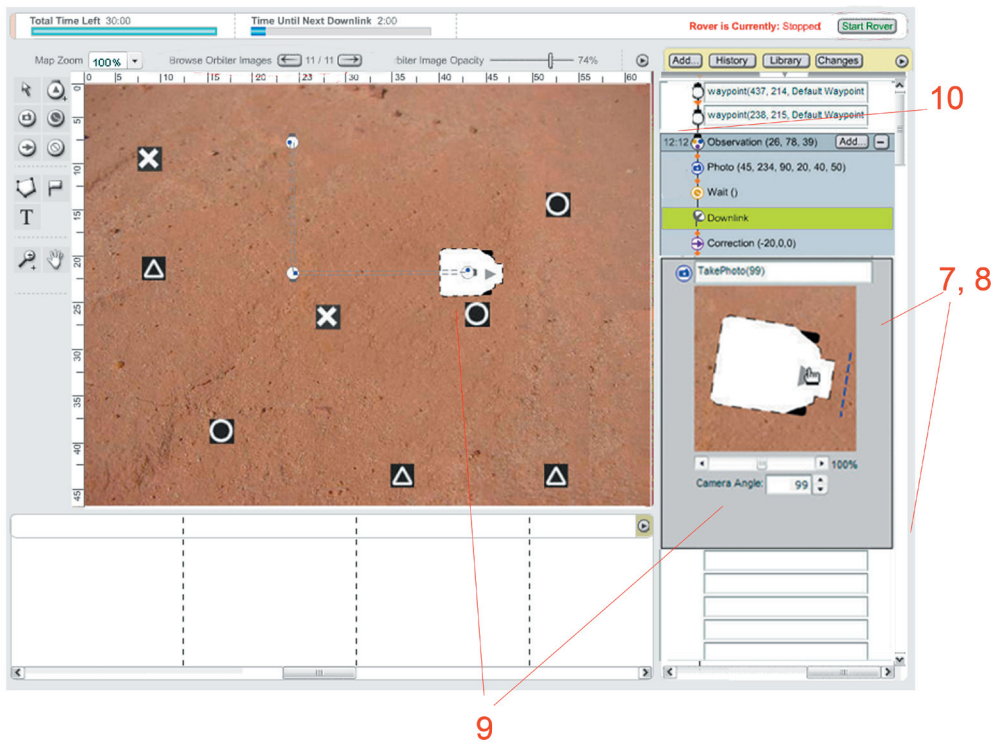 Total Time Left 30:00
Time Until Next Downlink 2:00
Rover is Currently: Stopped
Start Rover
Map Zoom 100%
Browse Orbiter Images 11 / 11
biter Image Opacity 74%
Add...
History
Library
Changes
0 5 10 15 20 23 30 35 40 45 50 55 60
0
5
10
15
20
25
30
35
40
45
T
waypoint(437, 214, Default Waypoint
waypoint(238, 215, Default Waypoint
12:12 Observation (26, 78, 39) Add...
Photo (45, 234, 90, 20, 40, 50)
Wait ()
Downlink
Correction (-20,0,0)
TakePhoto(99)
100%
Camera Angle: 99
10
7, 8
9